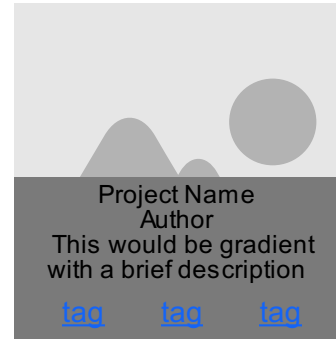 Project Name
Author
This would be gradient
with a brief description
tag tag tag